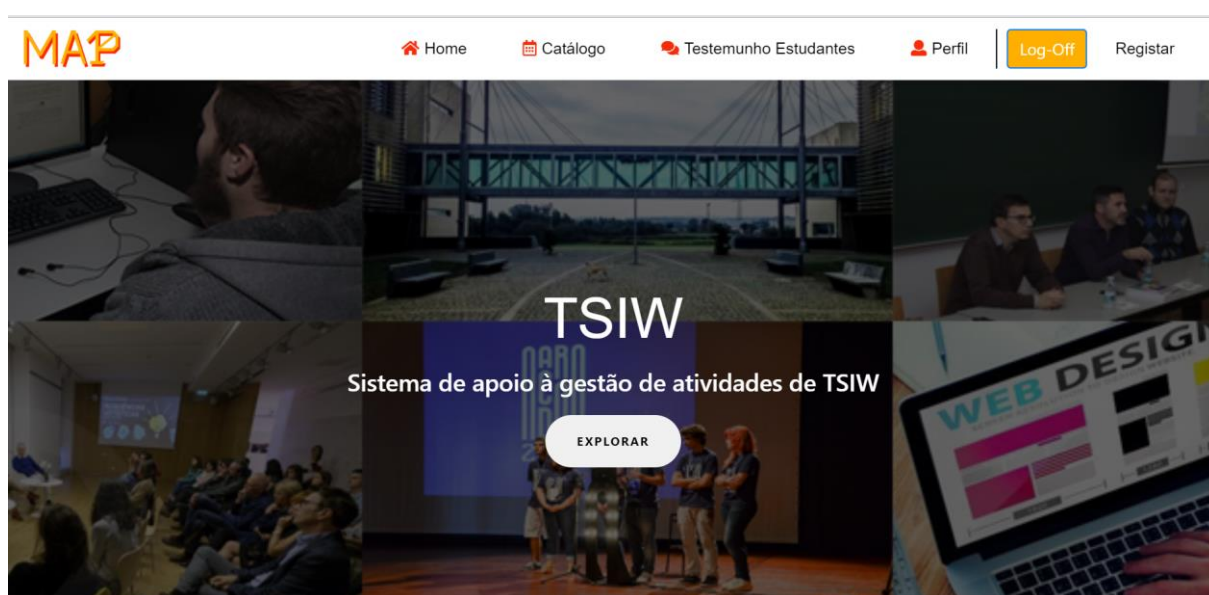 MAP
Home
Catálogo
Testemunho Estudantes
Perfil
Log-Off
Registar
TSIW
Sistema de apoio à gestão de atividades de TSIW
EXPLORAR
WEB DESIGN